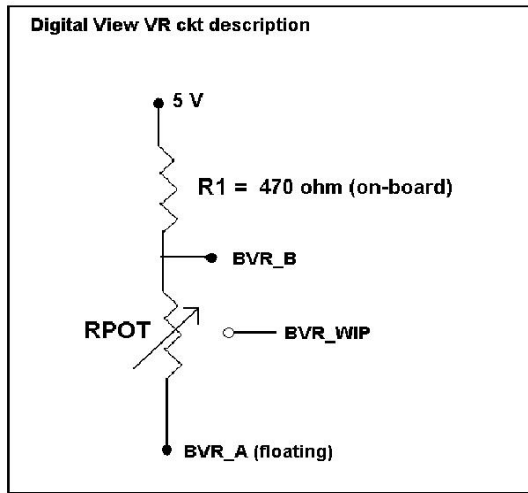 Digital View VR ckt description
5 V
R1 = 470 ohm (on-board)
BVR_B
RPOT
BVR_WIP
BVR_A (floating)